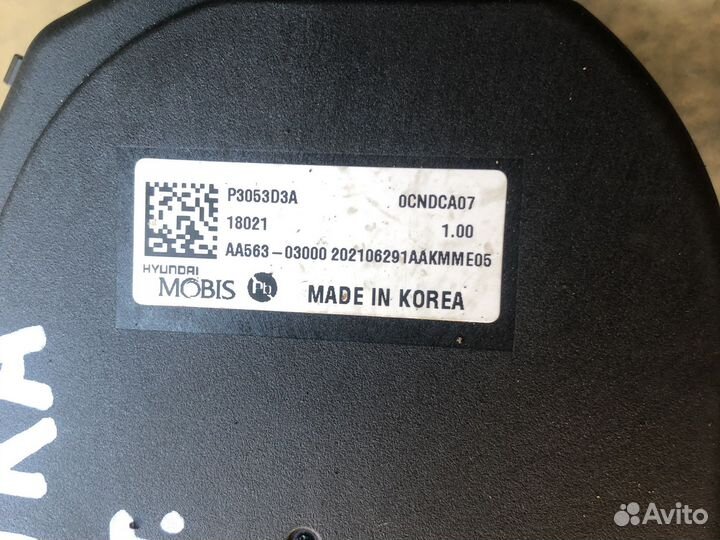 P3053D3A 0CNDCA07
18021 1.00
AA563-03000 202106291AAKMME05
HYUNDAI
MOBIS Pb MADE IN KOREA
Avito